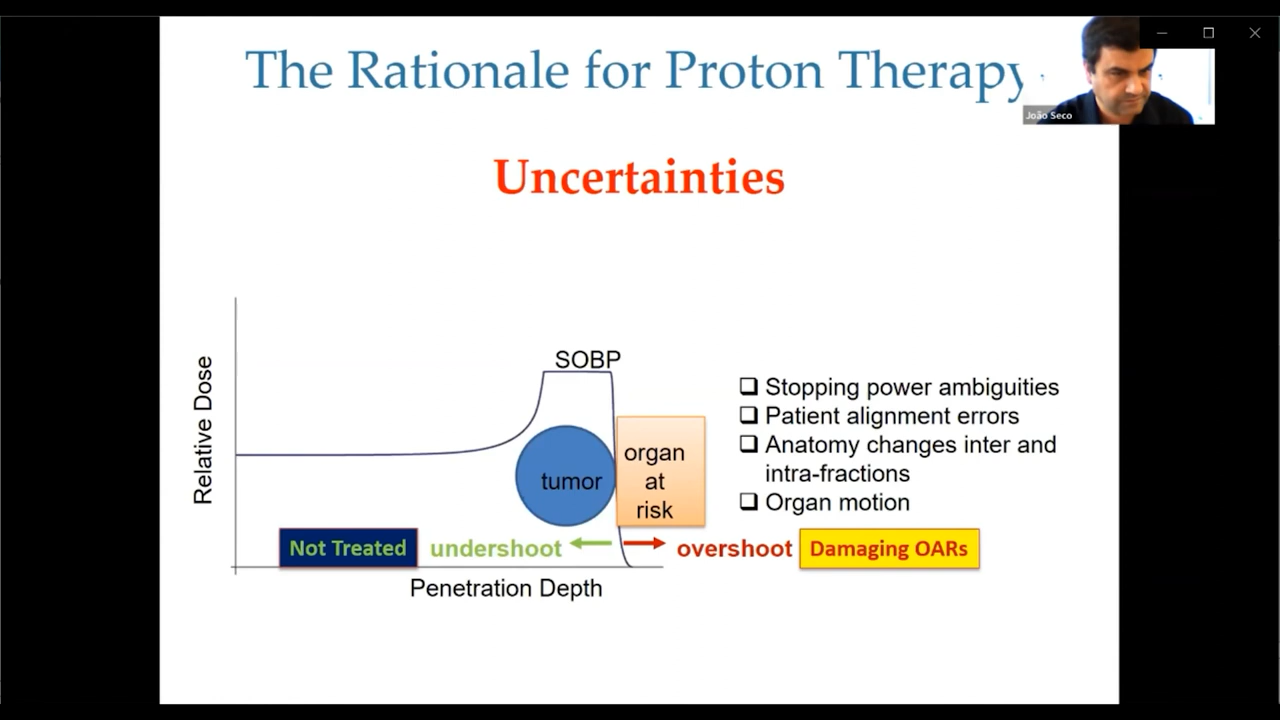 The Rationale for Proton Therapy
João Seco
Uncertainties
Relative Dose
SOBP
tumor
organ
at
risk
Not Treated
undershoot
overshoot
Damaging OARs
Penetration Depth
❑ Stopping power ambiguities
❑ Patient alignment errors
❑ Anatomy changes inter and
intra-fractions
❑ Organ motion